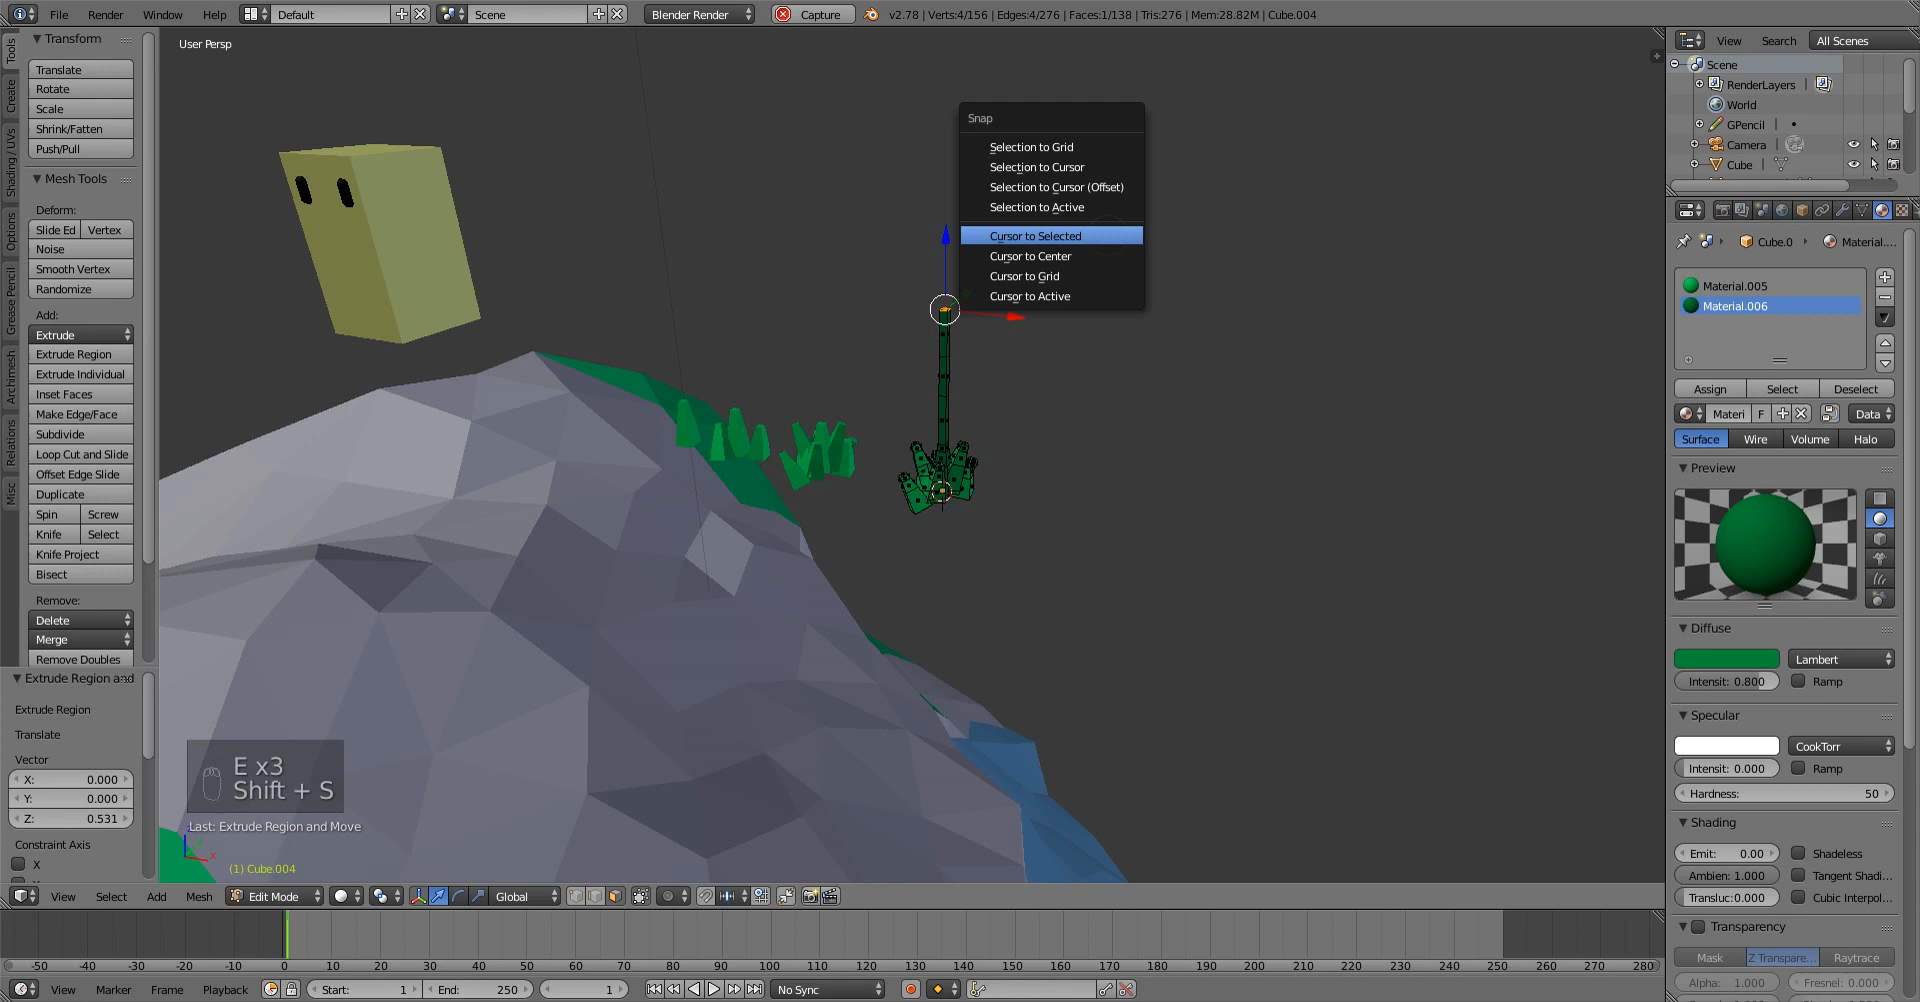 File Render Window Help Default Scene Blender Render Capture v2.78 | Verts:4/156 | Edges:4/276 | Faces:1/138 | Tris:276 | Mem:28.82M | Cube.004
Tools
Create
Shading / UVs
Options
Grease Pencil
Archimesh
Relations
Misc
Transform
Translate
Rotate
Scale
Shrink/Fatten
Push/Pull
Mesh Tools
Deform:
Slide Ed Vertex
Noise
Smooth Vertex
Randomize
Add:
Extrude
Extrude Region
Extrude Individual
Inset Faces
Make Edge/Face
Subdivide
Loop Cut and Slide
Offset Edge Slide
Duplicate
Spin Screw
Knife Select
Knife Project
Bisect
Remove:
Delete
Merge
Remove Doubles
Extrude Region and
Extrude Region
Translate
Vector
X: 0.000
Y: 0.000
Z: 0.531
Constraint Axis
X
User Persp
Snap
Selection to Grid
Selection to Cursor
Selection to Cursor (Offset)
Selection to Active
Cursor to Selected
Cursor to Center
Cursor to Grid
Cursor to Active
E x3
Shift + S
Last: Extrude Region and Move
x
(1) Cube.004
View Select Add Mesh Edit Mode Global
-50 -40 -30 -20 -10 0 10 20 30 40 50 60 70 80 90 100 110 120 130 140 150 160 170 180 190 200 210 220 230 240 250 260 270 280
View Marker Frame Playback Start: 1 End: 250 1 No Sync
View Search All Scenes
Scene
RenderLayers |
World
GPencil |
Camera |
Cube |
Cube.0 Material....
Material.005
Material.006
Assign Select Deselect
Materi F Data
Surface Wire Volume Halo
Preview
Diffuse
Lambert
Intensit: 0.800 Ramp
Specular
CookTorr
Intensit: 0.000 Ramp
Hardness: 50
Shading
Emit: 0.00 Shadeless
Ambien: 1.000 Tangent Shadi...
Transluc:0.000 Cubic Interpol...
Transparency
Mask Z Transpare... Raytrace
Alpha: 1.000 Fresnel: 0.000